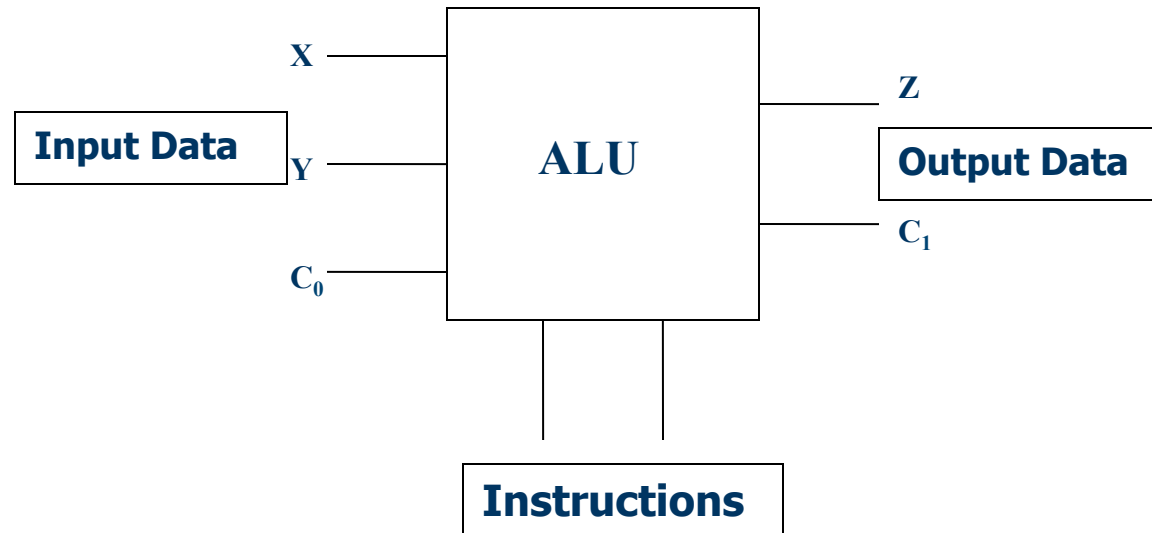 X
Z
Input Data
ALU
Output Data
Y
C₁
C₀
Instructions